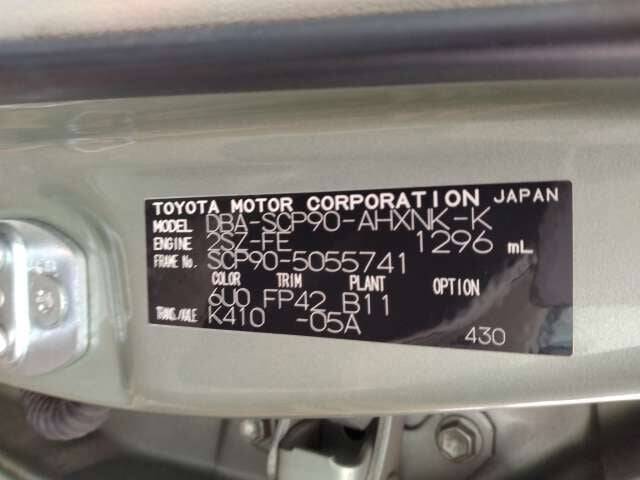 TOYOTA MOTOR CORPORATION JAPAN
MODEL DBA-SCP90-AHXNK-K
ENGINE 2SZ-FE 1296 mL
FRAME No. SCP90-5055741
COLOR TRIM PLANT OPTION
6U0 FP42 B11
TRANS./AXLE K410 -05A
430